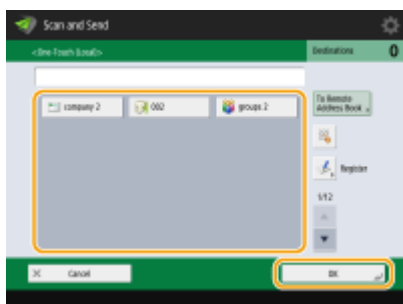 Scan and Send
<One-Touch (Local)>
Destinations 0
company 2
002
groups 2
To Remote
Address Book
Register
1/12
Cancel
OK